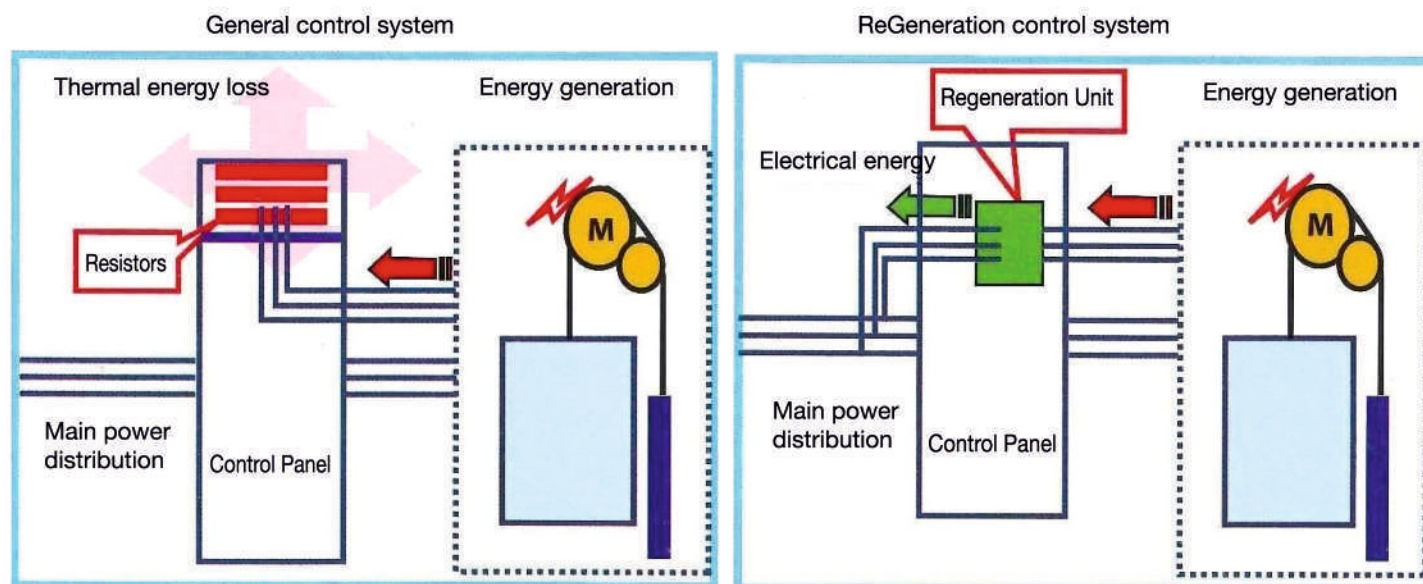 General control system
Thermal energy loss
Energy generation
M
Resistors
Main power
distribution
Control Panel
ReGeneration control system
Regeneration Unit
Energy generation
Electrical energy
M
Main power
distribution
Control Panel